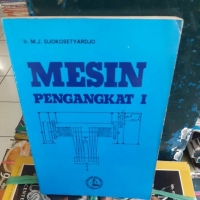 Ir. M.J. DJOKOSETYARDJO
MESIN
PENGANGKAT I